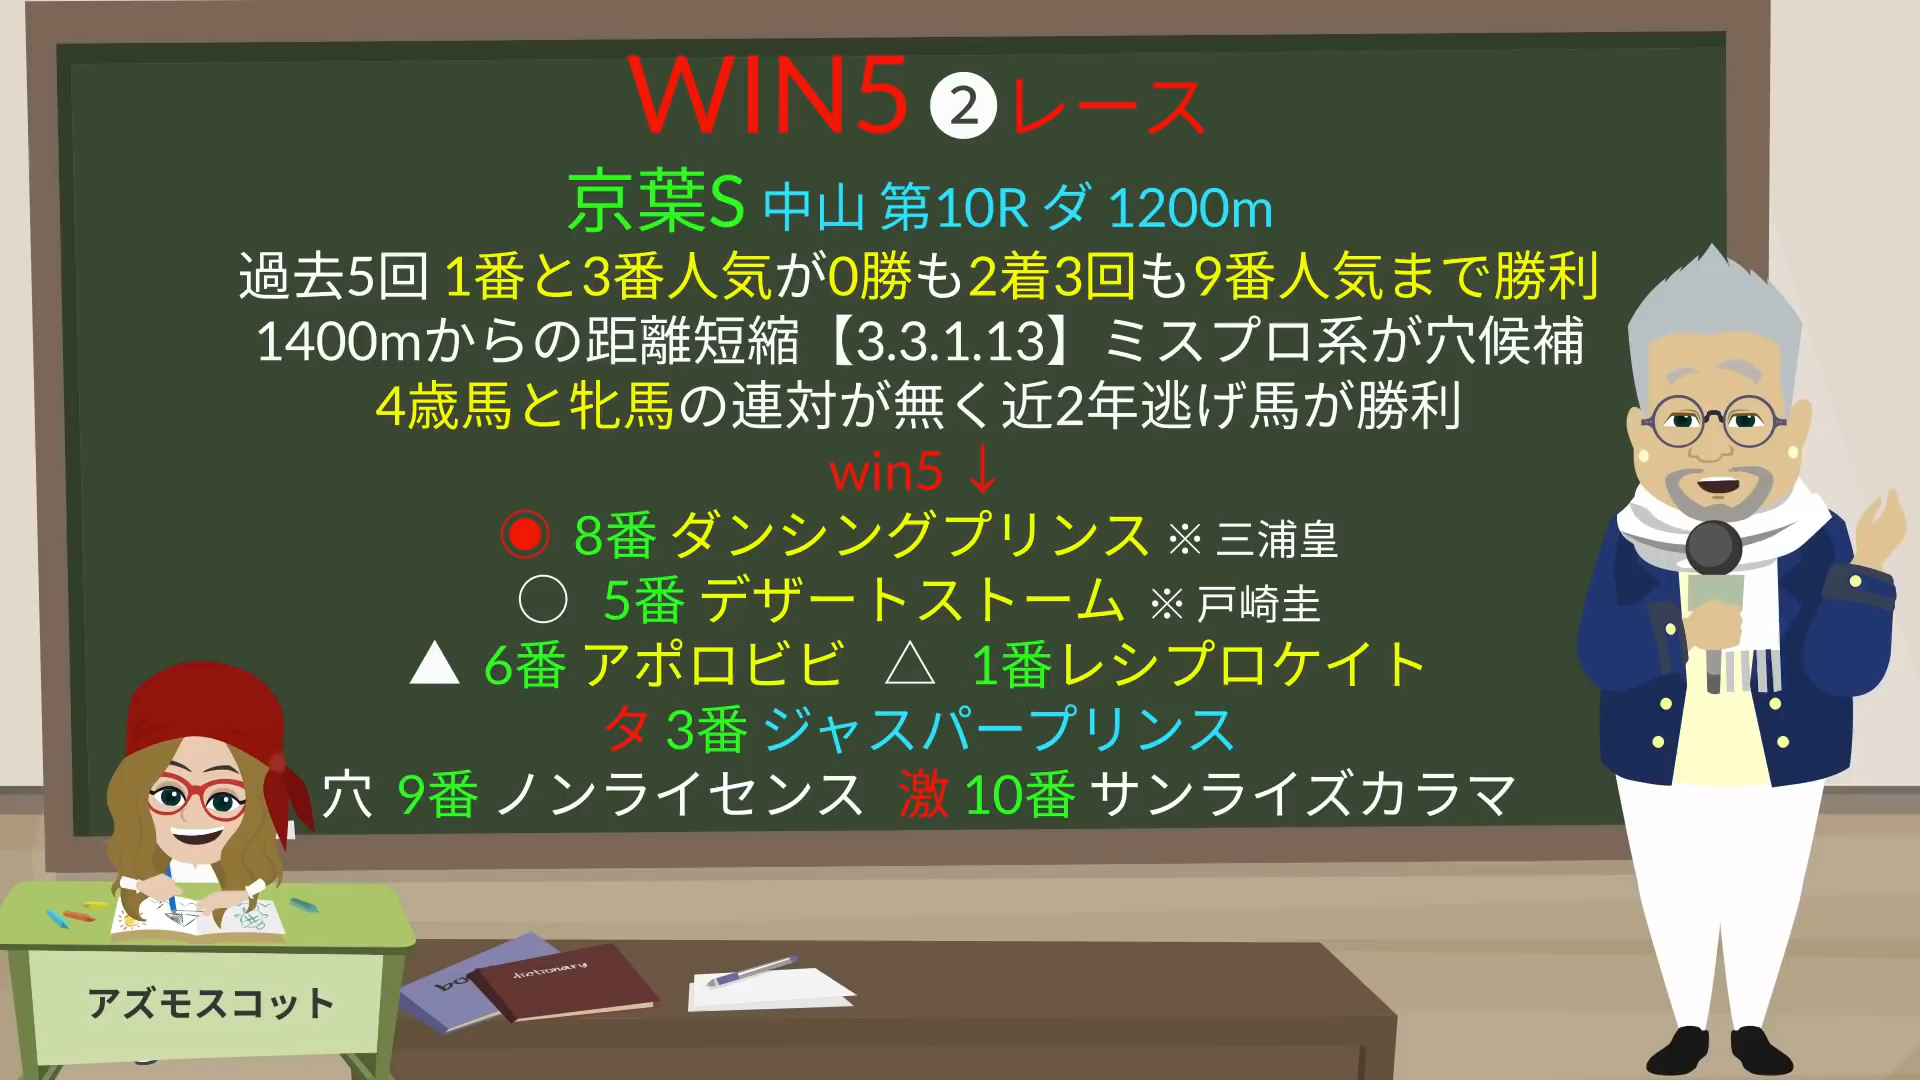 WIN5 ❷レース
京葉S 中山 第10R ダ 1200m
過去5回 1番と3番人気が0勝も2着3回も9番人気まで勝利
1400mからの距離短縮【3.3.1.13】ミスプロ系が穴候補
4歳馬と牝馬の連対が無く近2年逃げ馬が勝利
win5 ↓
◉ 8番 ダンシングプリンス ※ 三浦皇
○ 5番 デザートストーム ※ 戸崎圭
▲ 6番 アポロビビ △ 1番レシプロケイト
タ 3番 ジャスパープリンス
穴 9番 ノンライセンス 激 10番 サンライズカラマ
dictionary
アズモスコット